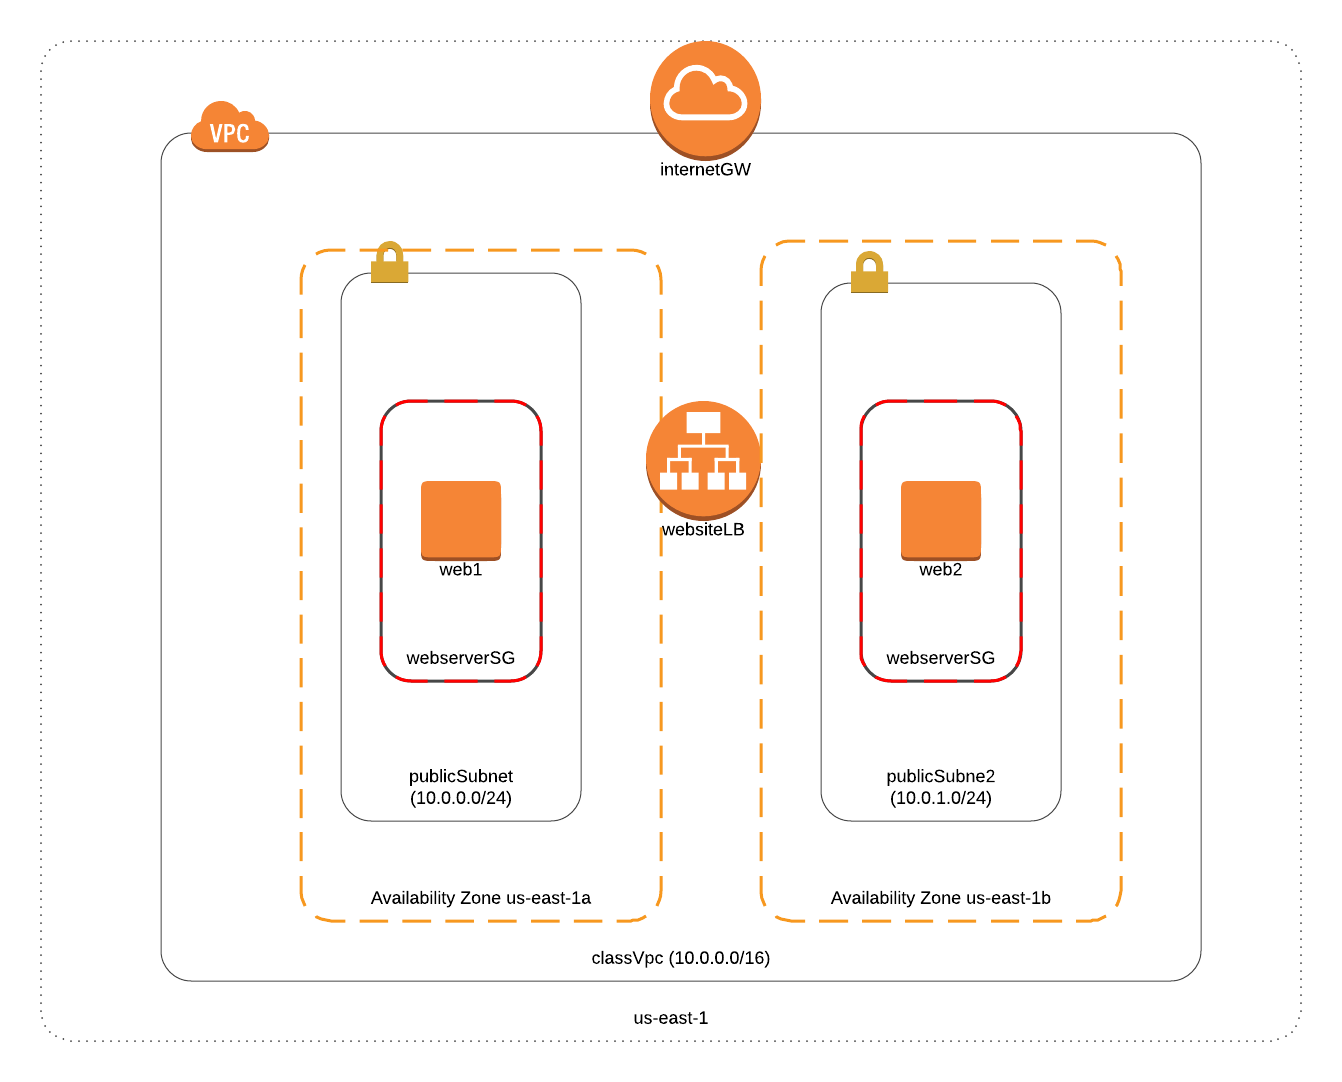 VPC
internetGW
websiteLB
web1
web2
webserverSG
webserverSG
publicSubnet
(10.0.0.0/24)
publicSubne2
(10.0.1.0/24)
Availability Zone us-east-1a
Availability Zone us-east-1b
classVpc (10.0.0.0/16)
us-east-1